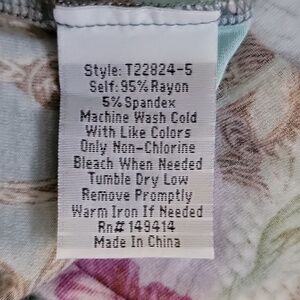 Style: T22824-5
Self: 95% Rayon
5% Spandex
Machine Wash Cold
With Like Colors
Only Non-Chlorine
Bleach When Needed
Tumble Dry Low
Remove Promptly
Warm Iron If Needed
Rn# 149414
Made In China